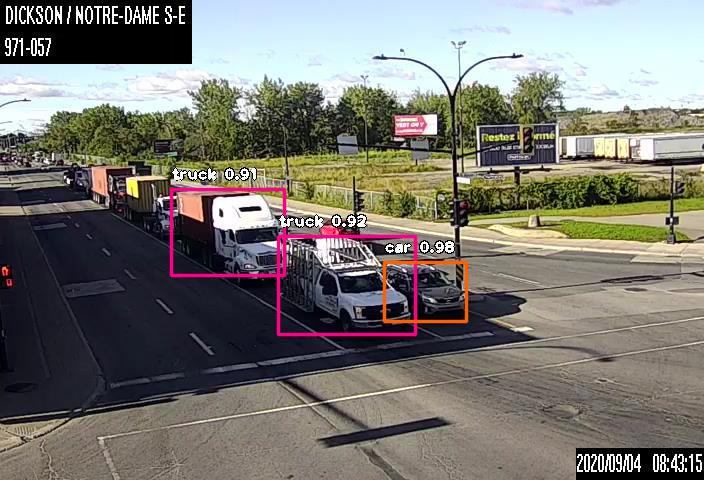 DICKSON / NOTRE-DAME S-E
971-057
truck 0.91
truck 0.92
car 0.98
Restez
2020/09/04 08:43:15